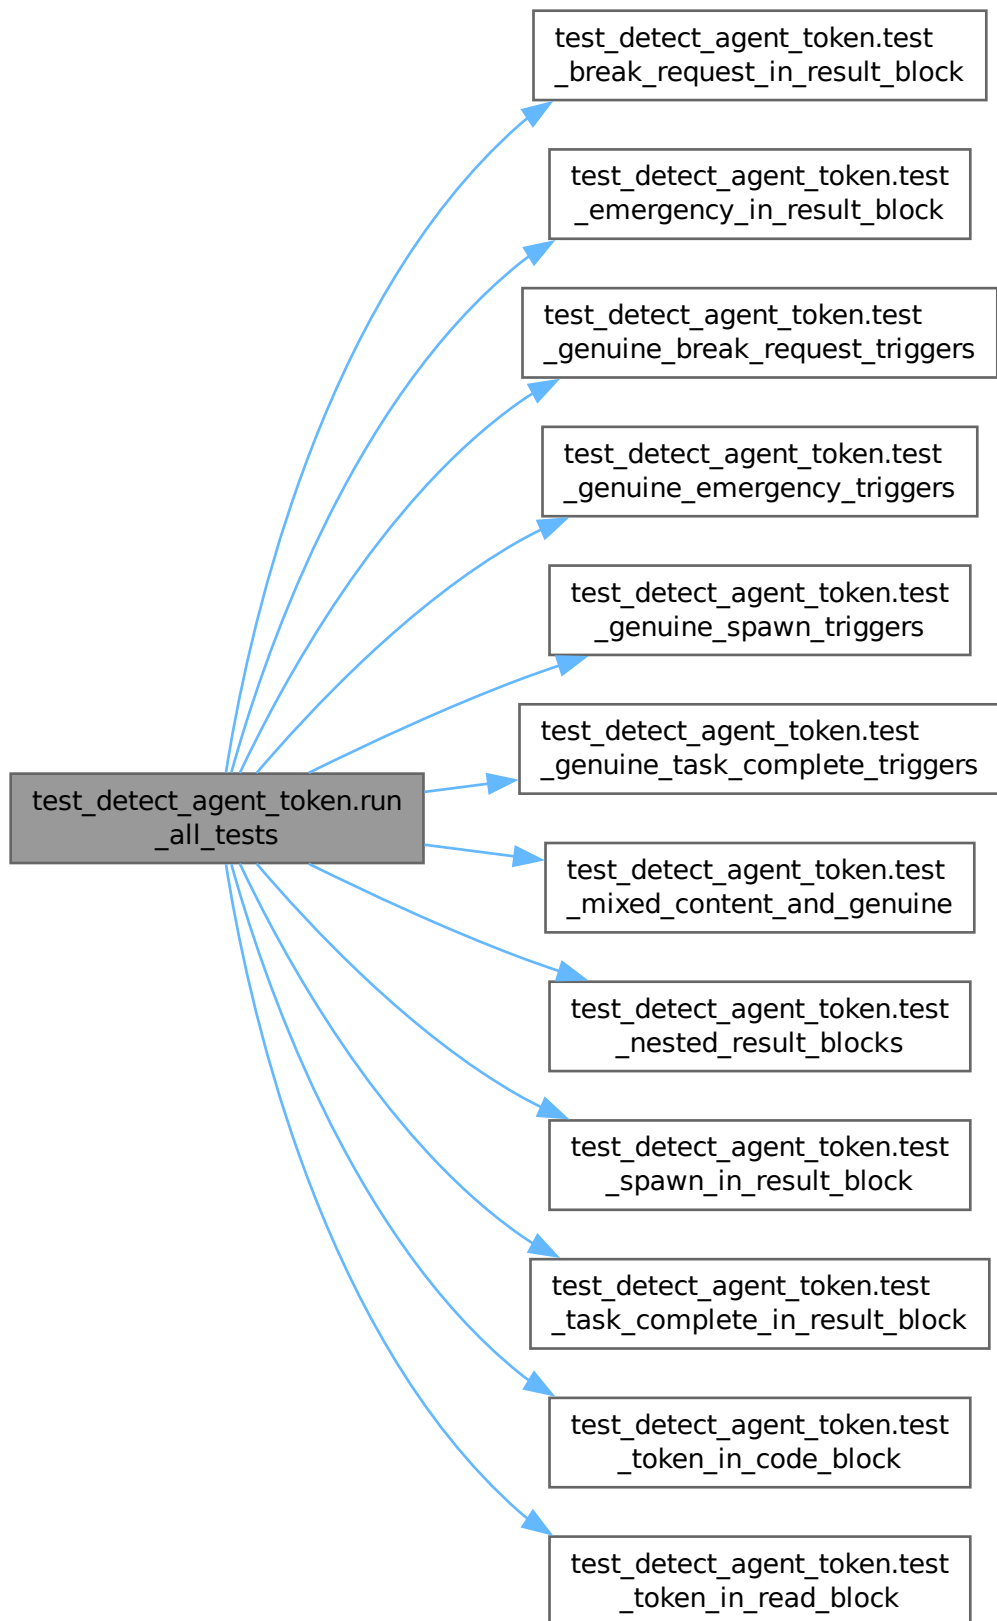 test_detect_agent_token.test
_break_request_in_result_block
test_detect_agent_token.test
_emergency_in_result_block
test_detect_agent_token.test
_genuine_break_request_triggers
test_detect_agent_token.test
_genuine_emergency_triggers
test_detect_agent_token.test
_genuine_spawn_triggers
test_detect_agent_token.test
_genuine_task_complete_triggers
test_detect_agent_token.run
_all_tests
test_detect_agent_token.test
_mixed_content_and_genuine
test_detect_agent_token.test
_nested_result_blocks
test_detect_agent_token.test
_spawn_in_result_block
test_detect_agent_token.test
_task_complete_in_result_block
test_detect_agent_token.test
_token_in_code_block
test_detect_agent_token.test
_token_in_read_block